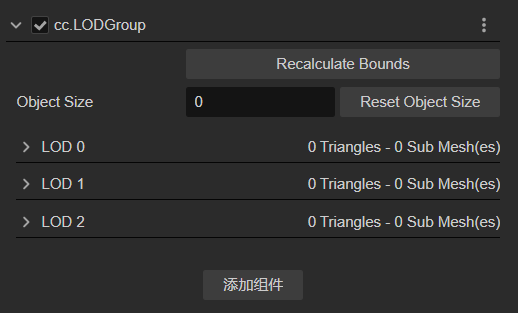 cc.LODGroup
Recalculate Bounds
Object Size 0 Reset Object Size
LOD 0 0 Triangles - 0 Sub Mesh(es)
LOD 1 0 Triangles - 0 Sub Mesh(es)
LOD 2 0 Triangles - 0 Sub Mesh(es)
添加组件